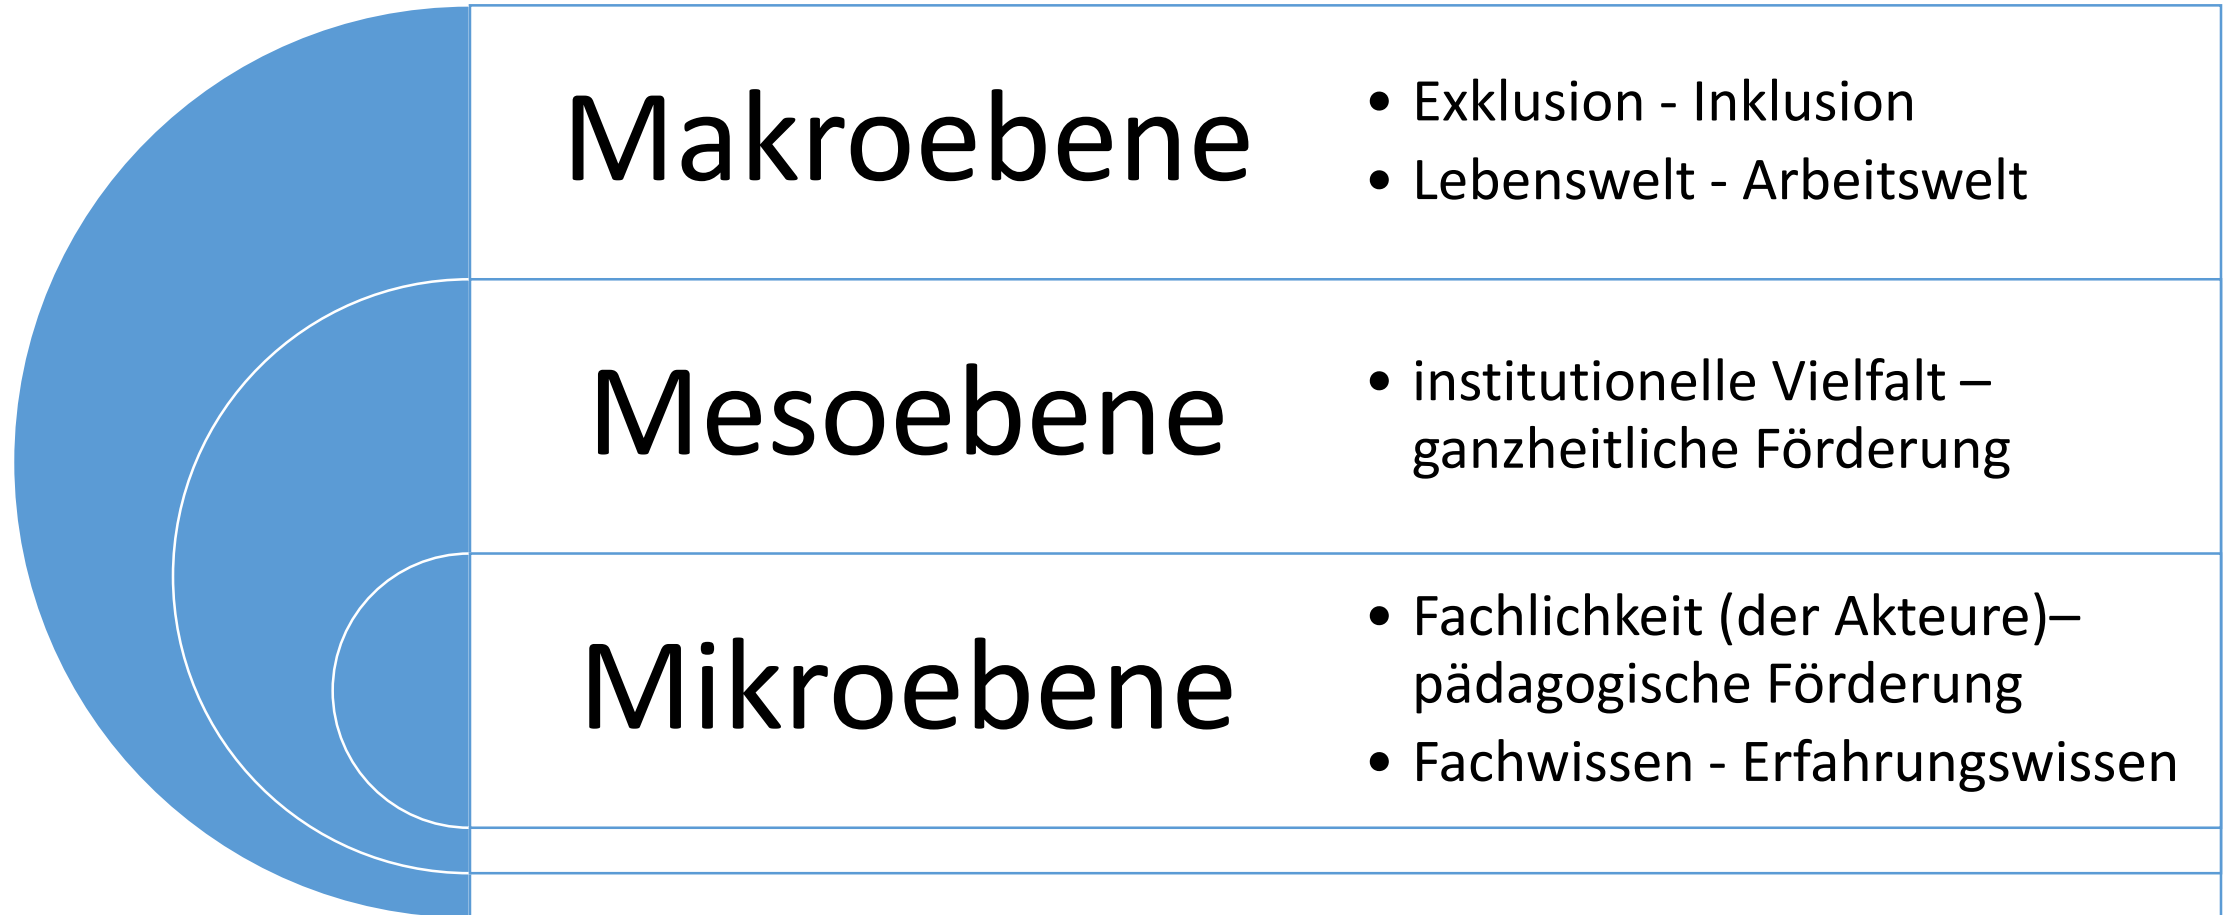 Makroebene
• Exklusion - Inklusion
• Lebenswelt - Arbeitswelt
Mesoebene
• institutionelle Vielfalt –
ganzheitliche Förderung
Mikroebene
• Fachlichkeit (der Akteure)–
pädagogische Förderung
• Fachwissen - Erfahrungswissen